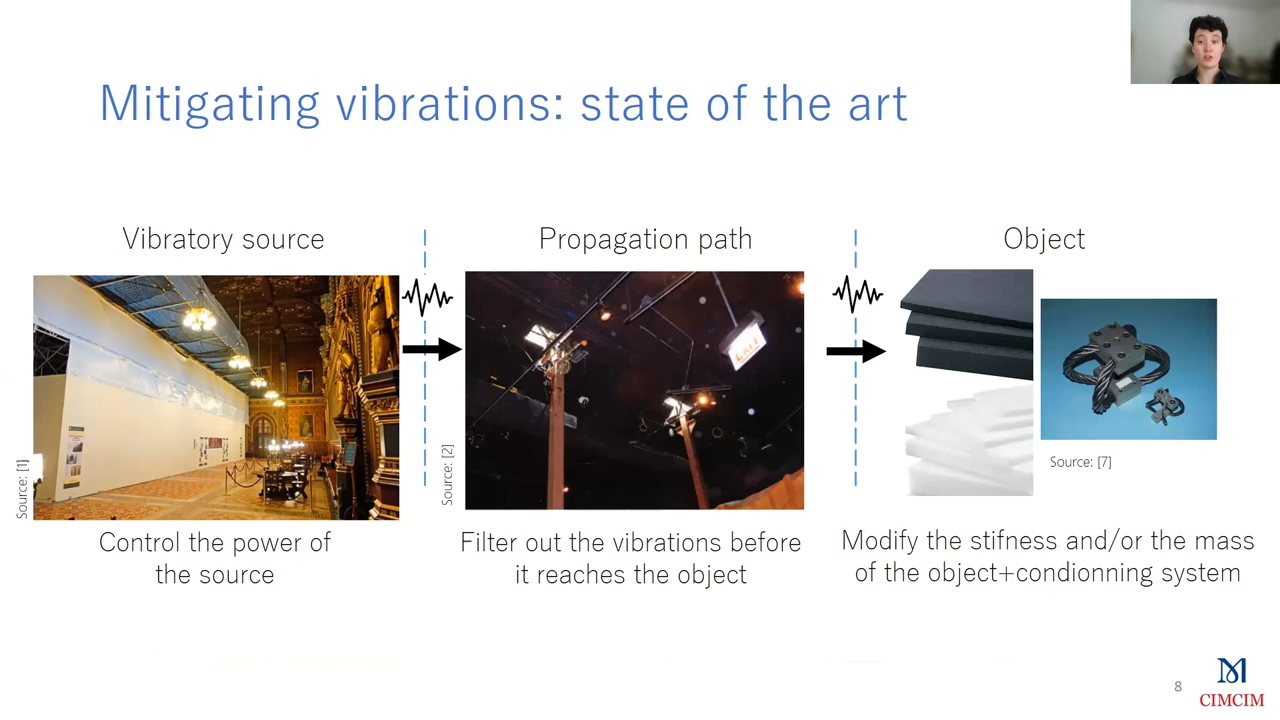 Mitigating vibrations: state of the art
Vibratory source
Propagation path
Object
Source: [1]
Source: [2]
Source: [7]
Control the power of
the source
Filter out the vibrations before
it reaches the object
Modify the stifness and/or the mass
of the object+condionning system
8
CIMCIM